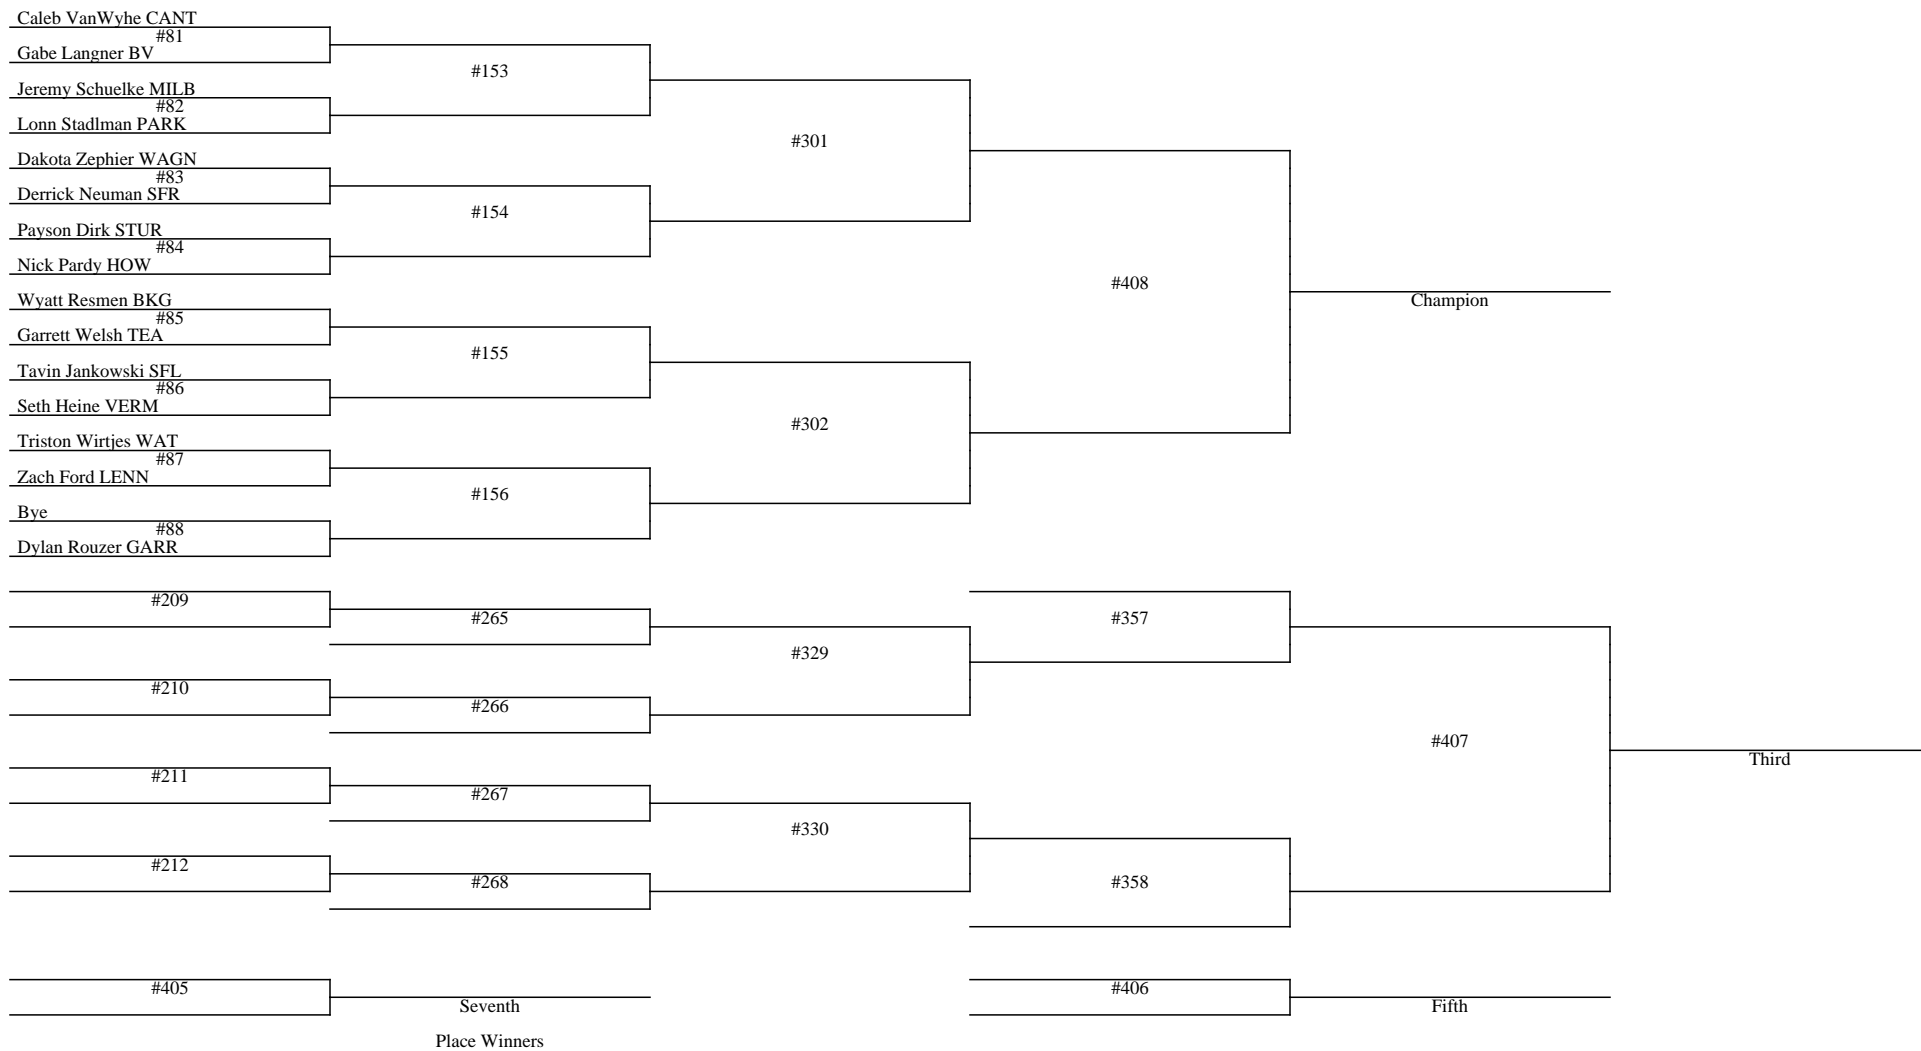 Caleb VanWyhe CANT
#81
Gabe Langner BV
#153
Jeremy Schuelke MILB
#82
Lonn Stadlman PARK
#301
Dakota Zephier WAGN
#83
Derrick Neuman SFR
#154
Payson Dirk STUR
#84
Nick Pardy HOW
#408
Champion
Wyatt Resmen BKG
#85
Garrett Welsh TEA
#155
Tavin Jankowski SFL
#86
Seth Heine VERM
#302
Triston Wirtjes WAT
#87
Zach Ford LENN
#156
Bye
#88
Dylan Rouzer GARR
#209
#265
#357
#329
#210
#266
#407
Third
#211
#267
#330
#212
#268
#358
#405
Seventh
#406
Fifth
Place Winners